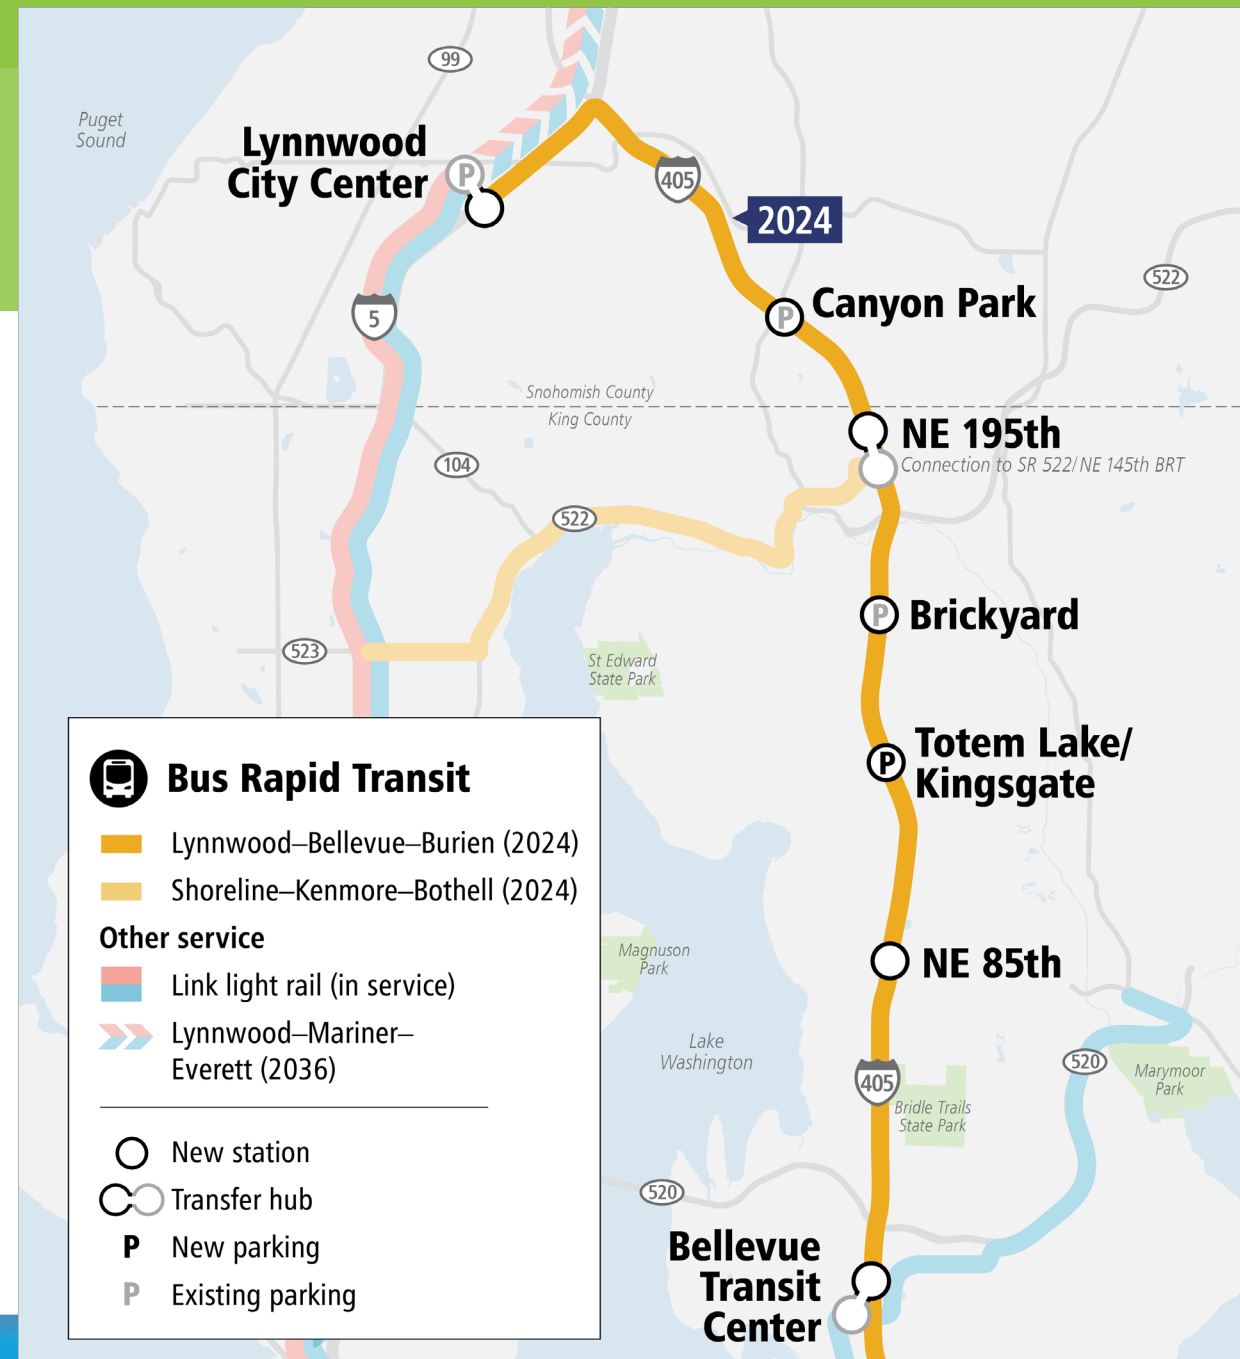 99
Puget
Sound
Lynnwood
City Center
P
405
2024
522
Canyon Park
P
5
Snohomish County
King County
NE 195th
Connection to SR 522/NE 145th BRT
104
522
Brickyard
P
523
St Edward
State Park
Totem Lake/
Kingsgate
P
Bus Rapid Transit
Lynnwood–Bellevue–Burien (2024)
Shoreline–Kenmore–Bothell (2024)
Other service
Link light rail (in service)
Lynnwood–Mariner–
Everett (2036)
New station
Transfer hub
P New parking
P Existing parking
Magnuson
Park
NE 85th
Lake
Washington
520
Marymoor
Park
405
Bridle Trails
State Park
520
Bellevue
Transit
Center